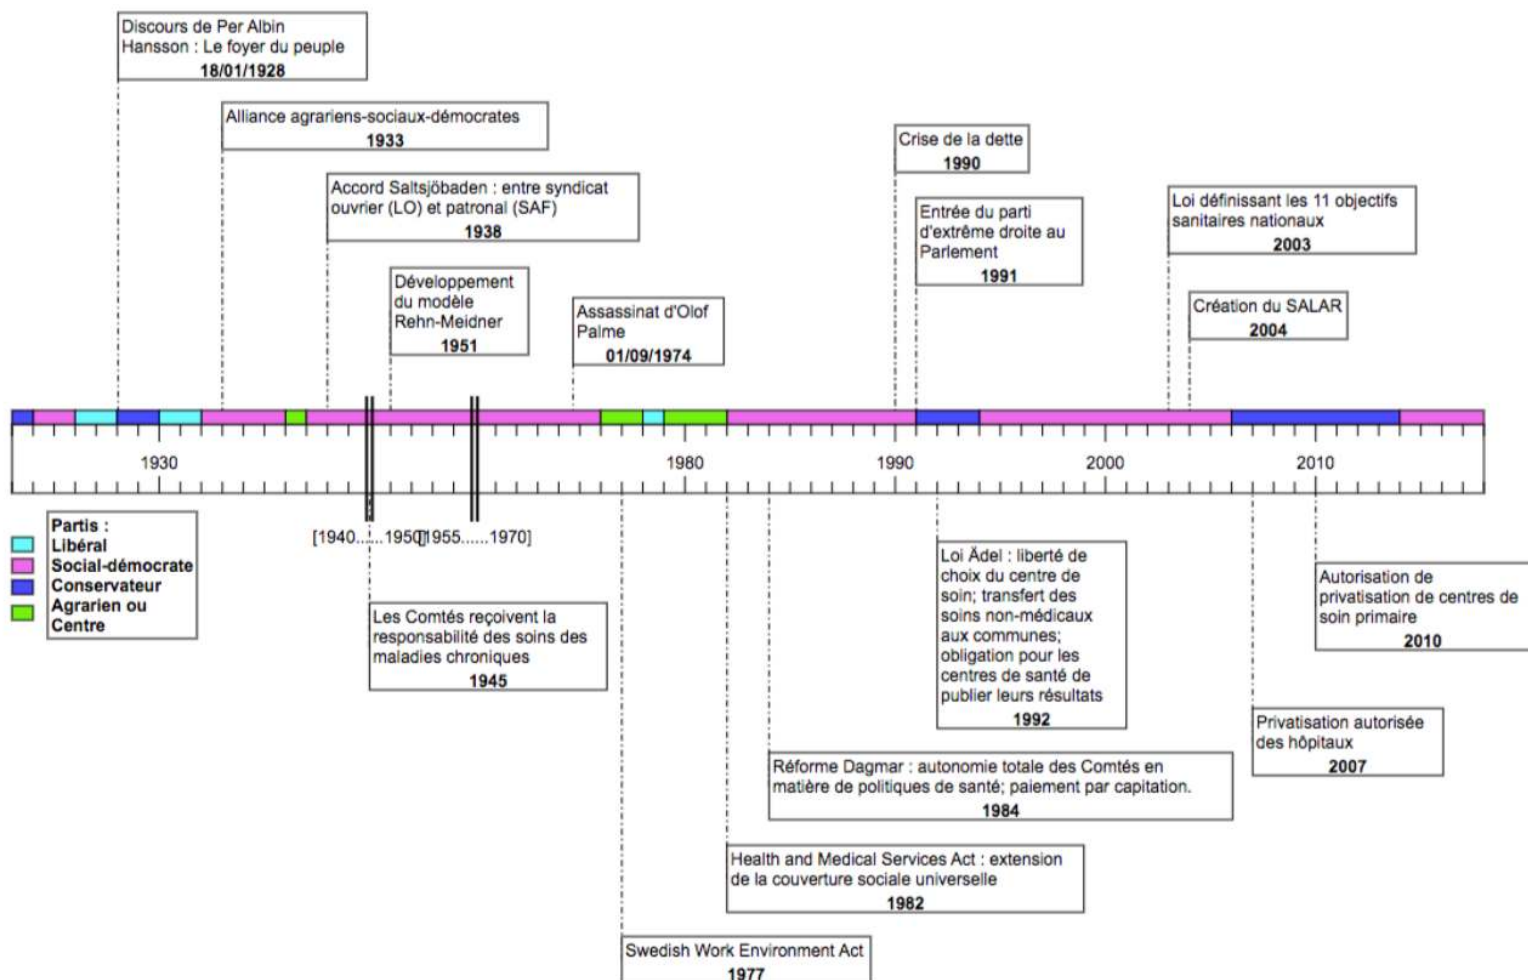 Discours de Per Albin
Hansson : Le foyer du peuple
18/01/1928
Alliance agrariens-sociaux-démocrates
1933
Accord Saltsjöbaden : entre syndicat
ouvrier (LO) et patronal (SAF)
1938
Développement
du modèle
Rehn-Meidner
1951
Assassinat d'Olof
Palme
01/09/1974
Crise de la dette
1990
Entrée du parti
d'extrême droite au
Parlement
1991
Loi définissant les 11 objectifs
sanitaires nationaux
2003
Création du SALAR
2004
1930
1980
1990
2000
2010
[1940......1950]
[1955......1970]
Partis :
Libéral
Social-démocrate
Conservateur
Agrarien ou
Centre
Les Comtés reçoivent la
responsabilité des soins des
maladies chroniques
1945
Loi Ädel : liberté de
choix du centre de
soin; transfert des
soins non-médicaux
aux communes;
obligation pour les
centres de santé de
publier leurs résultats
1992
Autorisation de
privatisation de centres de
soin primaire
2010
Privatisation autorisée
des hôpitaux
2007
Réforme Dagmar : autonomie totale des Comtés en
matière de politiques de santé; paiement par capitation.
1984
Health and Medical Services Act : extension
de la couverture sociale universelle
1982
Swedish Work Environment Act
1977